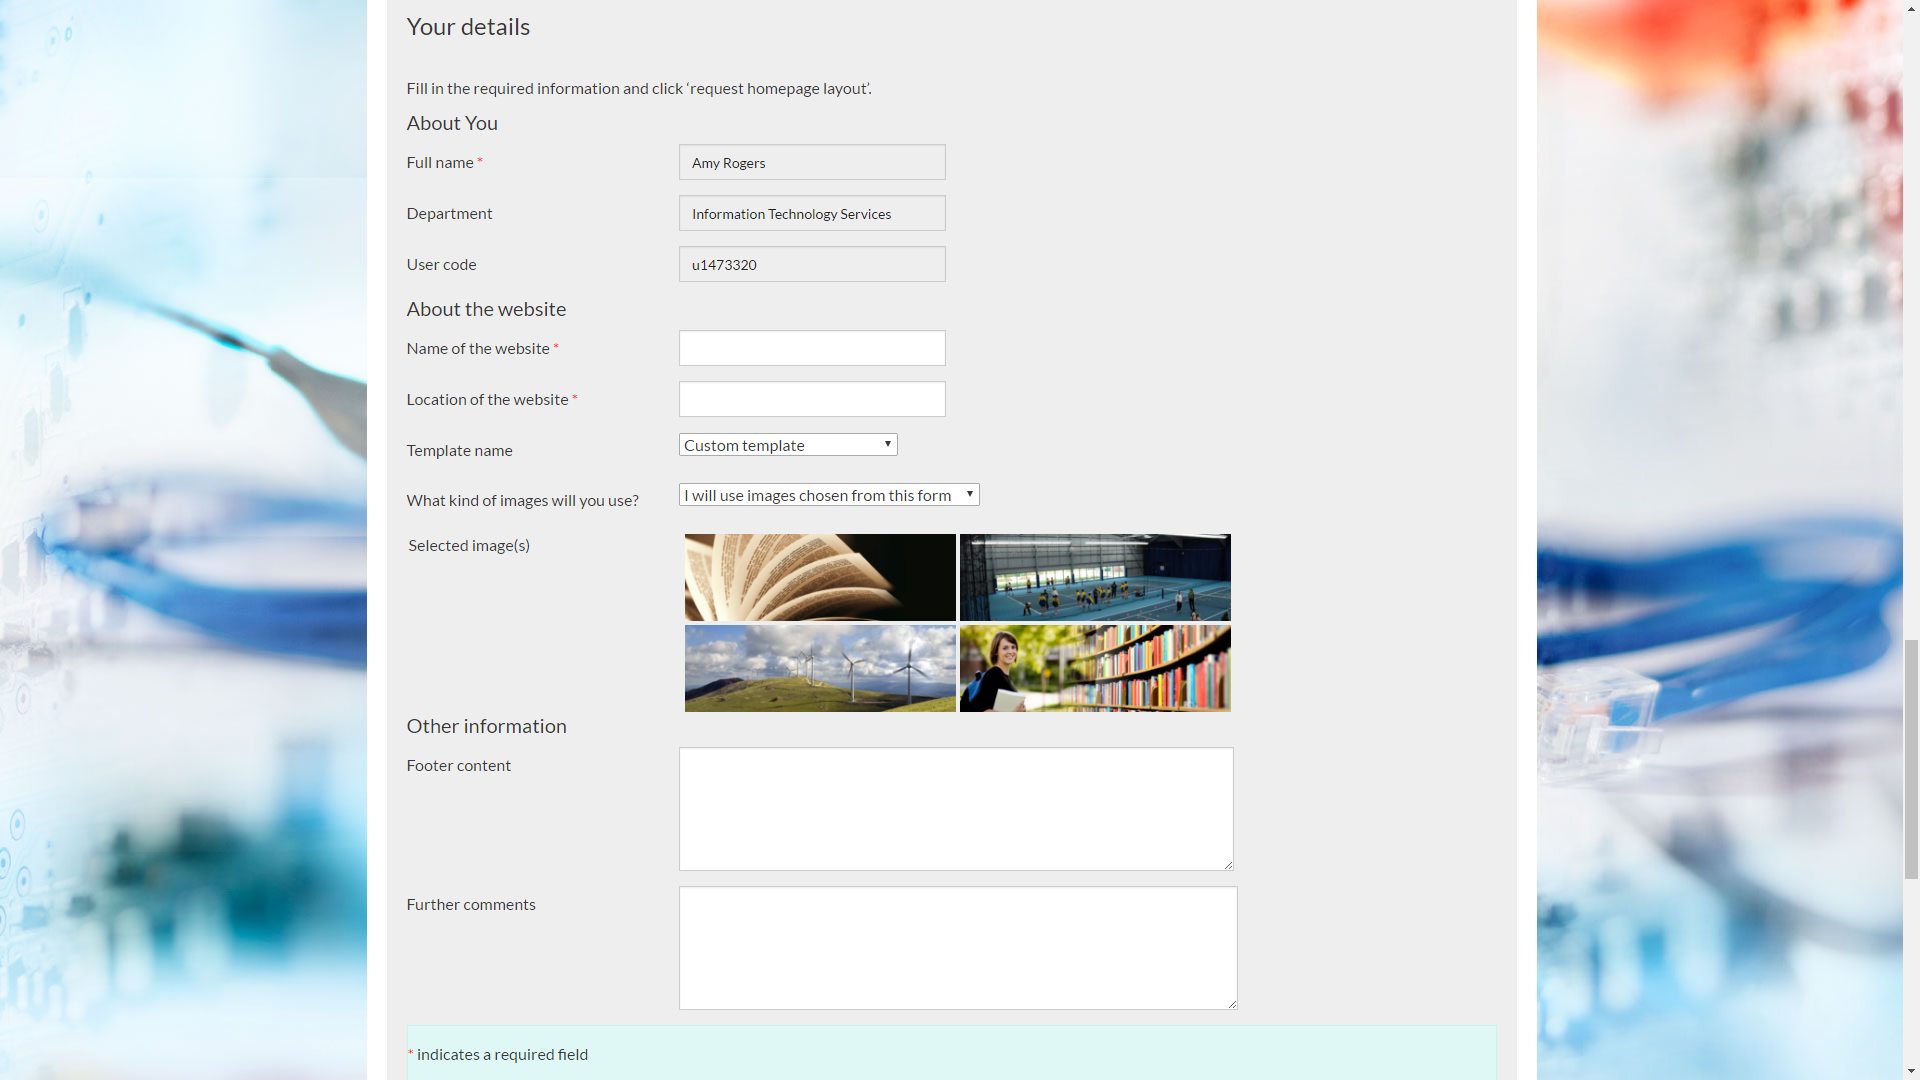 Your details
Fill in the required information and click ‘request homepage layout’.
About You
Full name * Amy Rogers
Department Information Technology Services
User code u1473320
About the website
Name of the website *
Location of the website *
Template name Custom template
What kind of images will you use? I will use images chosen from this form
Selected image(s)
Other information
Footer content
Further comments
* indicates a required field